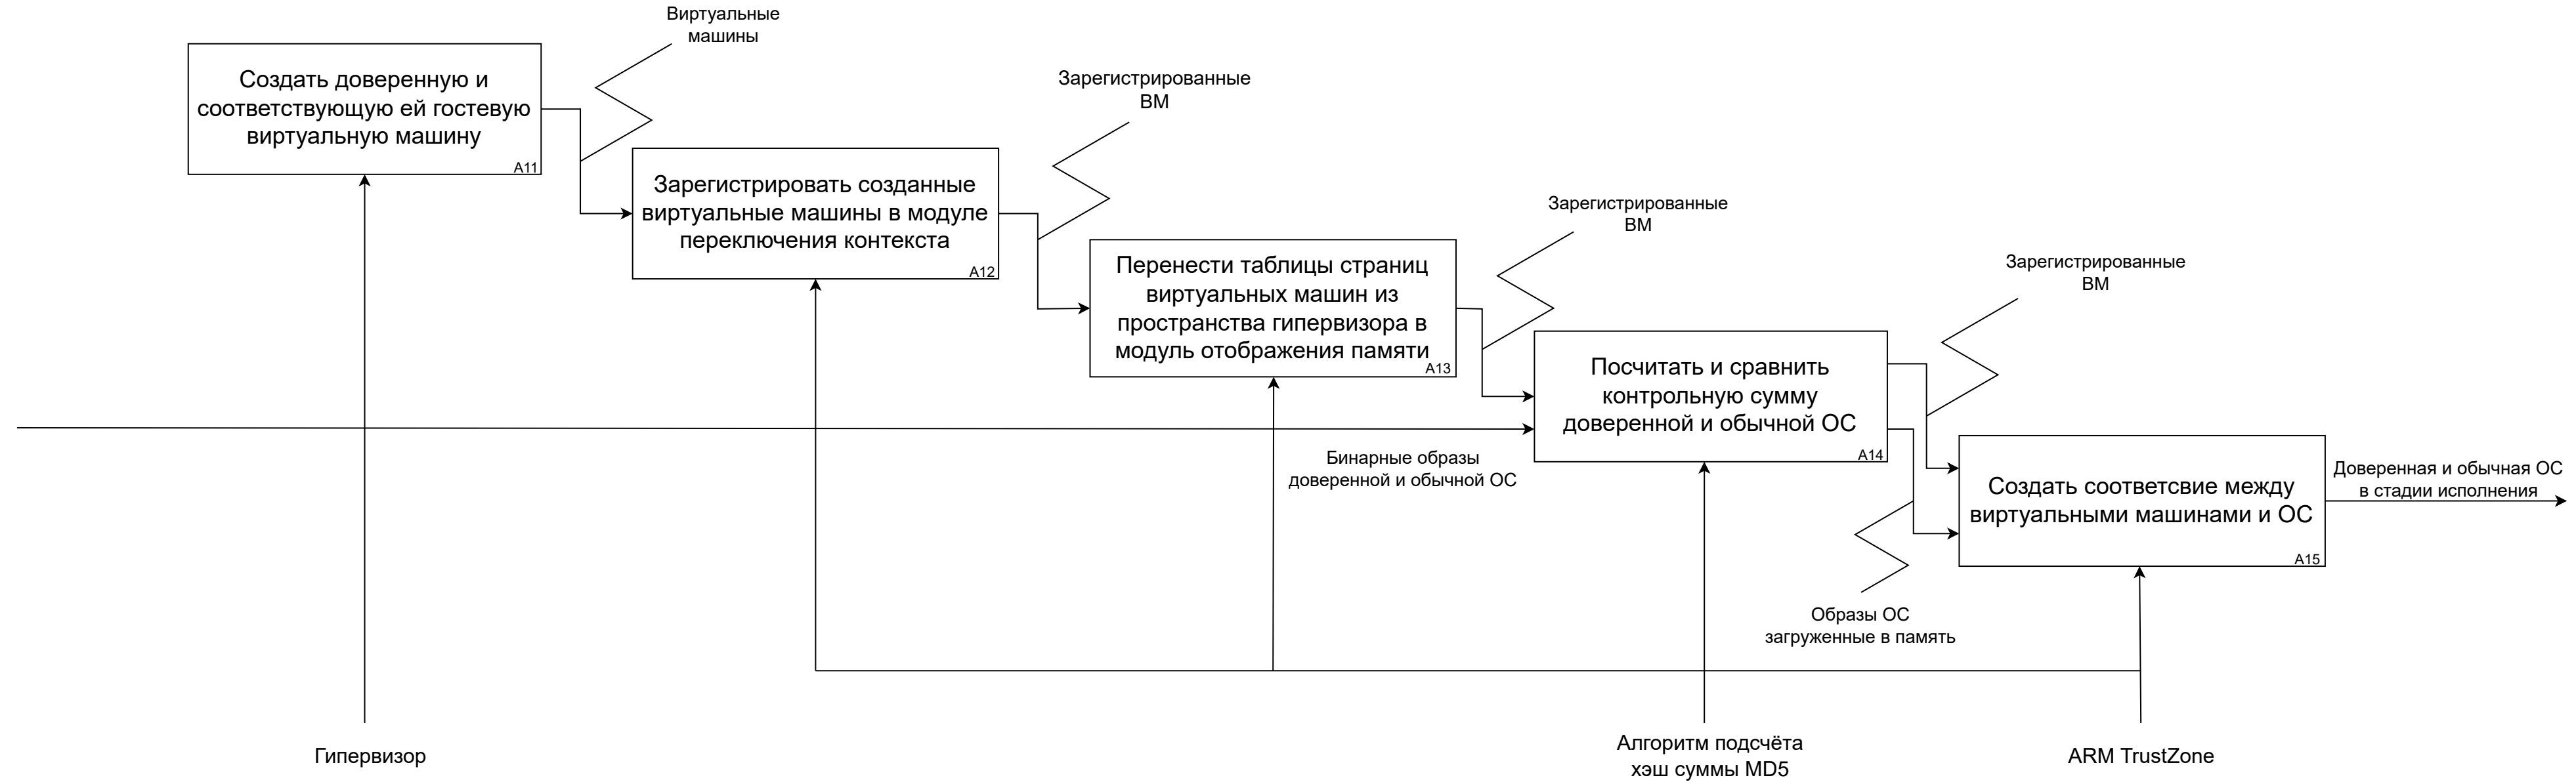 Виртуальные
машины
Создать доверенную и
соответствующую ей гостевую
виртуальную машину
A11
Зарегистрированные
ВМ
Зарегистрировать созданные
виртуальные машины в модуле
переключения контекста
A12
Зарегистрированные
ВМ
Перенести таблицы страниц
виртуальных машин из
пространства гипервизора в
модуль отображения памяти
A13
Зарегистрированные
ВМ
Посчитать и сравнить
контрольную сумму
доверенной и обычной ОС
A14
Бинарные образы
доверенной и обычной ОС
Создать соответсвие между
виртуальными машинами и ОС
A15
Доверенная и обычная ОС
в стадии исполнения
Образы ОС
загруженные в память
Гипервизор
Алгоритм подсчёта
хэш суммы MD5
ARM TrustZone